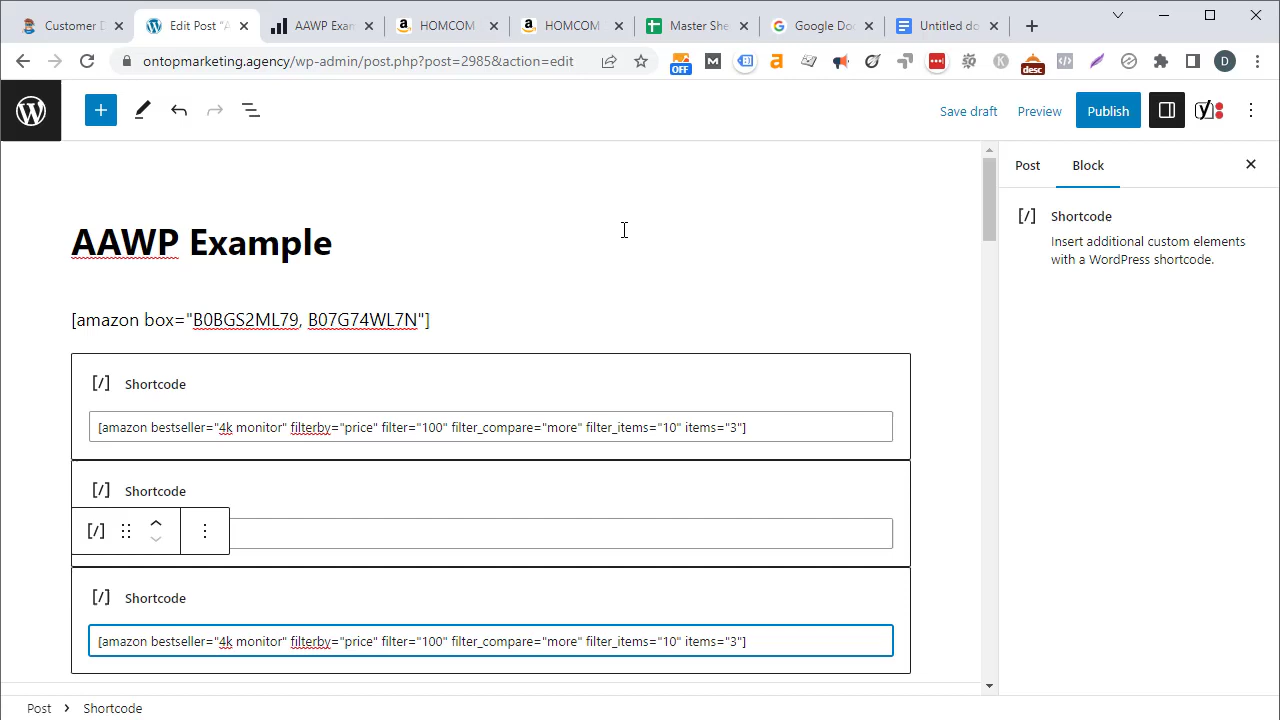 Customer D
Edit Post "A
AAWP Exan
HOMCOM
HOMCOM
Master She
Google Doc
Untitled do
ontopmarketing.agency/wp-admin/post.php?post=2985&action=edit
OFF
desc
D
Save draft
Preview
Publish
Post
Block
Shortcode
Insert additional custom elements
with a WordPress shortcode.
AAWP Example
[amazon box="B0BGS2ML79, B07G74WL7N"]
[/] Shortcode
[amazon bestseller="4k monitor" filterby="price" filter="100" filter_compare="more" filter_items="10" items="3"]
[/] Shortcode
[/]
[/] Shortcode
[amazon bestseller="4k monitor" filterby="price" filter="100" filter_compare="more" filter_items="10" items="3"]
Post > Shortcode